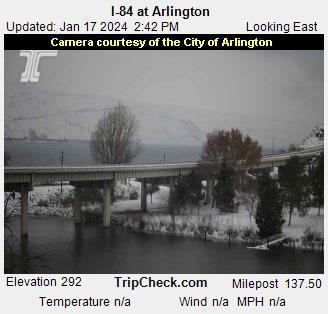 I-84 at Arlington
Updated: Jan 17 2024 2:42 PM Looking East
Camera courtesy of the City of Arlington
Elevation 292 TripCheck.com Milepost 137.50
Temperature n/a Wind n/a MPH n/a